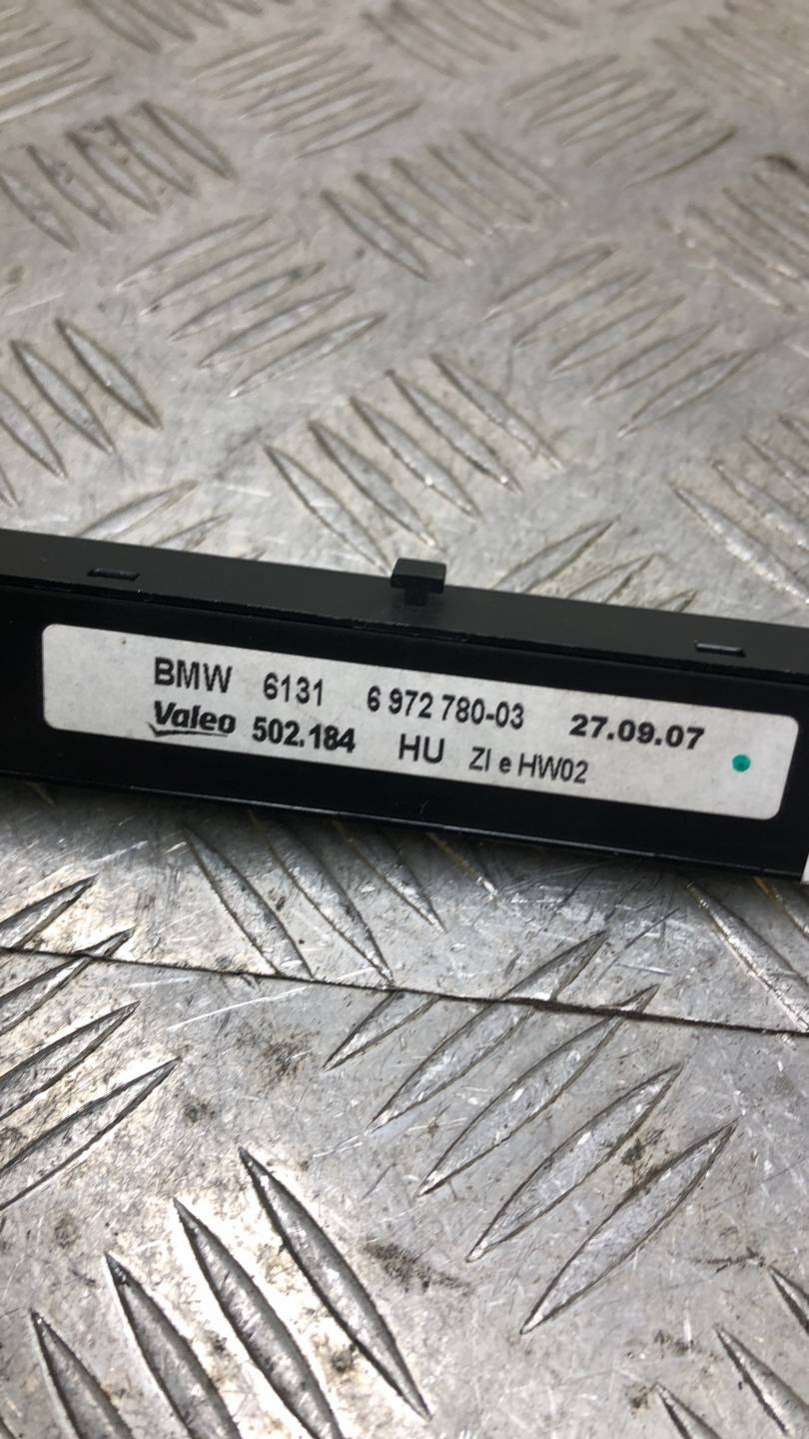 BMW 6131 6 972 780-03 27.09.07
Valeo 502.184 HU ZI e HW02